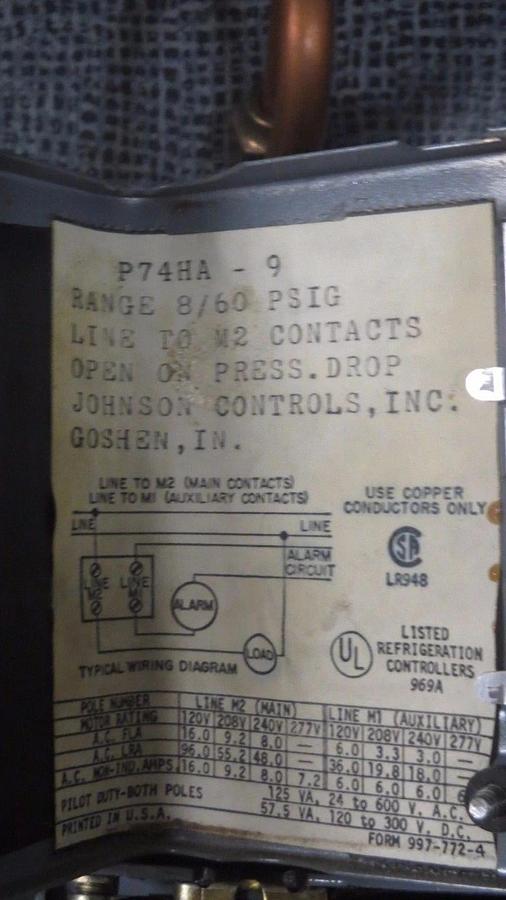 P74HA - 9
RANGE 8/60 PSIG
LINE TO M2 CONTACTS
OPEN ON PRESS.DROP
JOHNSON CONTROLS, INC.
GOSHEN, IN.
LINE TO M2 (MAIN CONTACTS)
LINE TO M1 (AUXILIARY CONTACTS)
USE COPPER
CONDUCTORS ONLY
LINE
LINE
ALARM
CIRCUIT
LINE
M2
LINE
M1
ALARM
LOAD
TYPICAL WIRING DIAGRAM
SA
LR948
UL
LISTED
REFRIGERATION
CONTROLLERS
969A
POLE NUMBER LINE M2 (MAIN) LINE M1 (AUXILIARY)
MOTOR RATING 120V 208V 240V 277V 120V 208V 240V 277V
A.C. FLA 16.0 9.2 8.0 — 6.0 3.3 3.0 —
A.C. LRA 96.0 55.2 48.0 — 36.0 19.8 18.0 —
A.C. NON-IND.AMPS. 16.0 9.2 8.0 7.2 6.0 6.0 6.0
PILOT DUTY-BOTH POLES 125 VA, 24 to 600 V. A.C.
57.5 VA, 120 to 300 V. D.C.
PRINTED IN U.S.A.
FORM 997-772-4